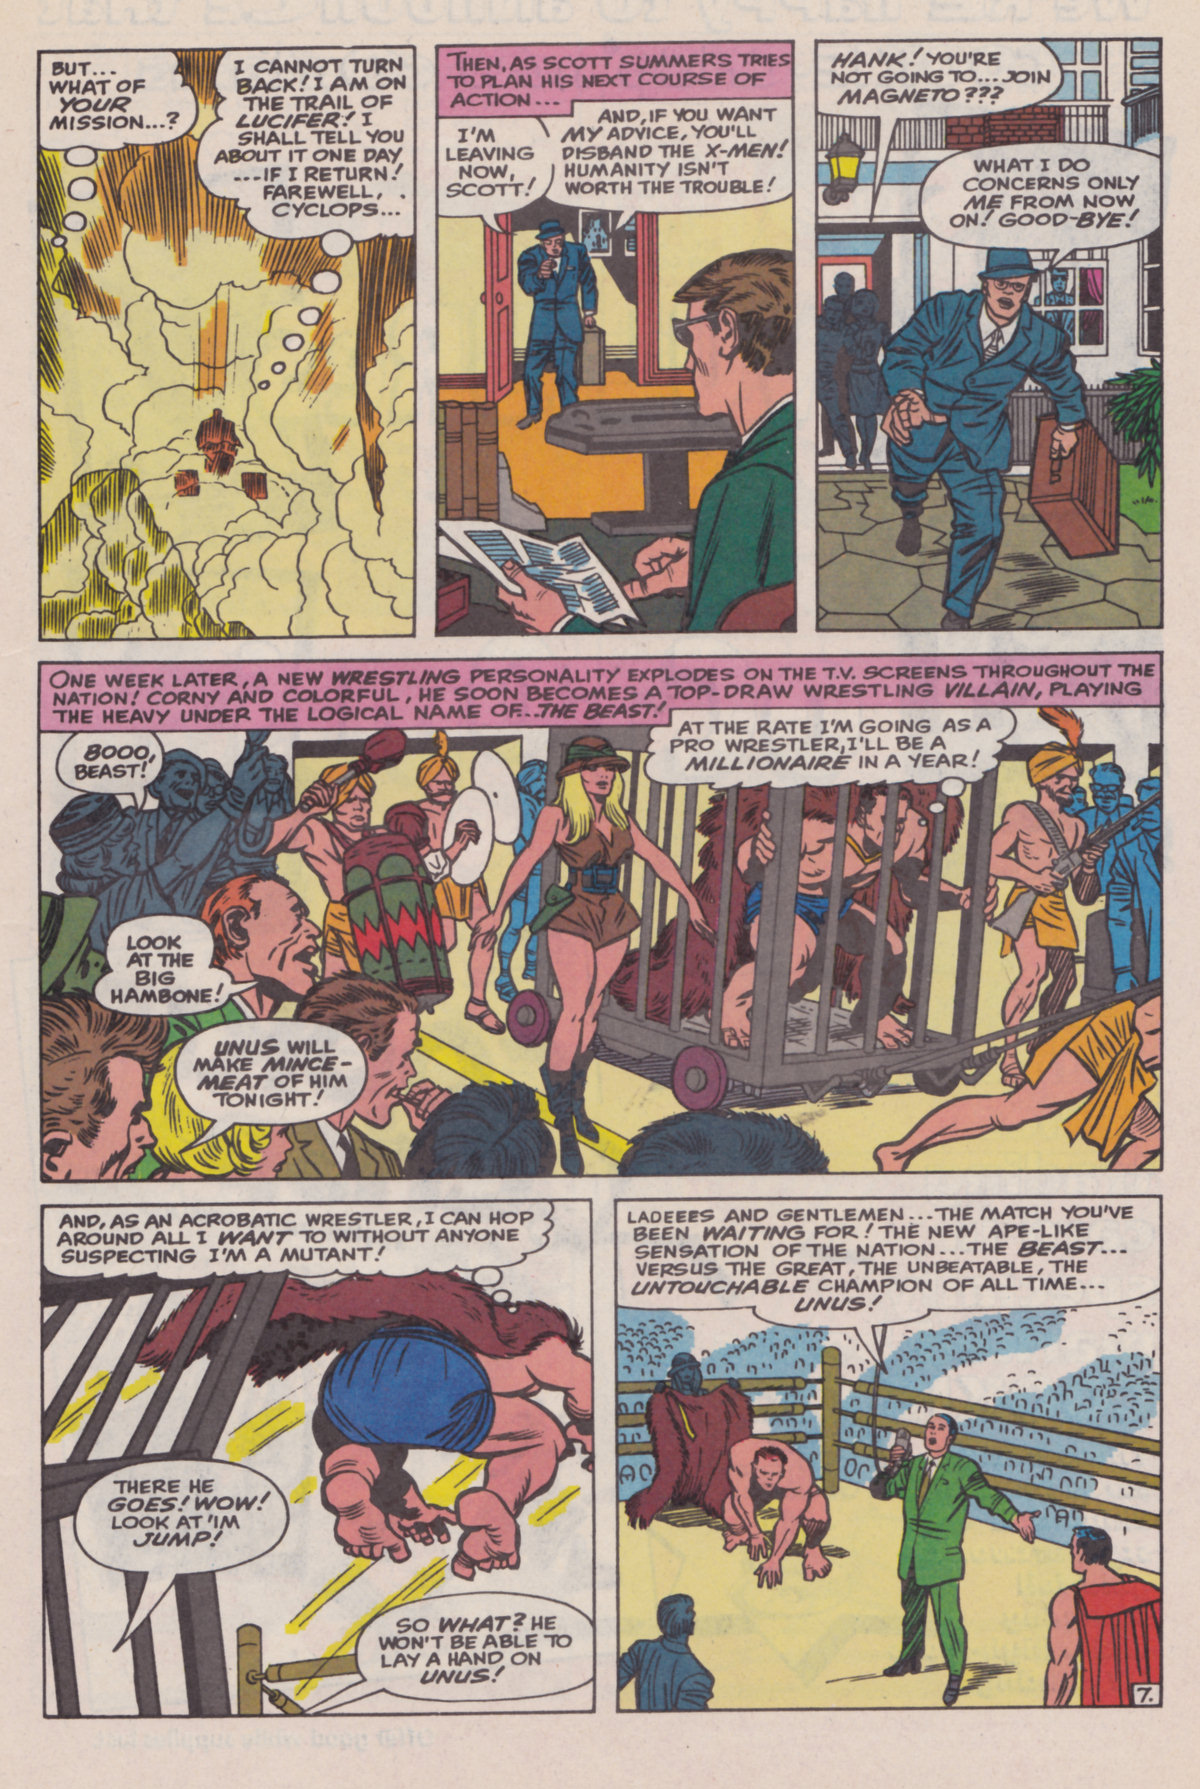 BUT...
WHAT OF
YOUR
MISSION...?
I CANNOT TURN
BACK! I AM ON
THE TRAIL OF
LUCIFER! I
SHALL TELL YOU
ABOUT IT ONE DAY,
...IF I RETURN!
FAREWELL,
CYCLOPS...
THEN, AS SCOTT SUMMERS TRIES
TO PLAN HIS NEXT COURSE OF
ACTION...
I'M
LEAVING
NOW,
SCOTT!
AND, IF YOU WANT
MY ADVICE, YOU'LL
DISBAND THE X-MEN!
HUMANITY ISN'T
WORTH THE TROUBLE!
HANK! YOU'RE
NOT GOING TO...JOIN
MAGNETO???
WHAT I DO
CONCERNS ONLY
ME FROM NOW
ON! GOOD-BYE!
ONE WEEK LATER, A NEW WRESTLING PERSONALITY EXPLODES ON THE T.V. SCREENS THROUGHOUT THE
NATION! CORNY AND COLORFUL, HE SOON BECOMES A TOP-DRAW WRESTLING VILLAIN, PLAYING
THE HEAVY UNDER THE LOGICAL NAME OF...THE BEAST!
BOOO,
BEAST!
AT THE RATE I'M GOING AS A
PRO WRESTLER, I'LL BE A
MILLIONAIRE IN A YEAR!
LOOK
AT THE
BIG
HAMBONE!
UNUS WILL
MAKE MINCE-
MEAT OF HIM
TONIGHT!
AND, AS AN ACROBATIC WRESTLER, I CAN HOP
AROUND ALL I WANT TO WITHOUT ANYONE
SUSPECTING I'M A MUTANT!
THERE HE
GOES! WOW!
LOOK AT 'IM
JUMP!
SO WHAT? HE
WON'T BE ABLE TO
LAY A HAND ON
UNUS!
LADEEES AND GENTLEMEN...THE MATCH YOU'VE
BEEN WAITING FOR! THE NEW APE-LIKE
SENSATION OF THE NATION...THE BEAST...
VERSUS THE GREAT, THE UNBEATABLE, THE
UNTOUCHABLE CHAMPION OF ALL TIME...
UNUS!
7.